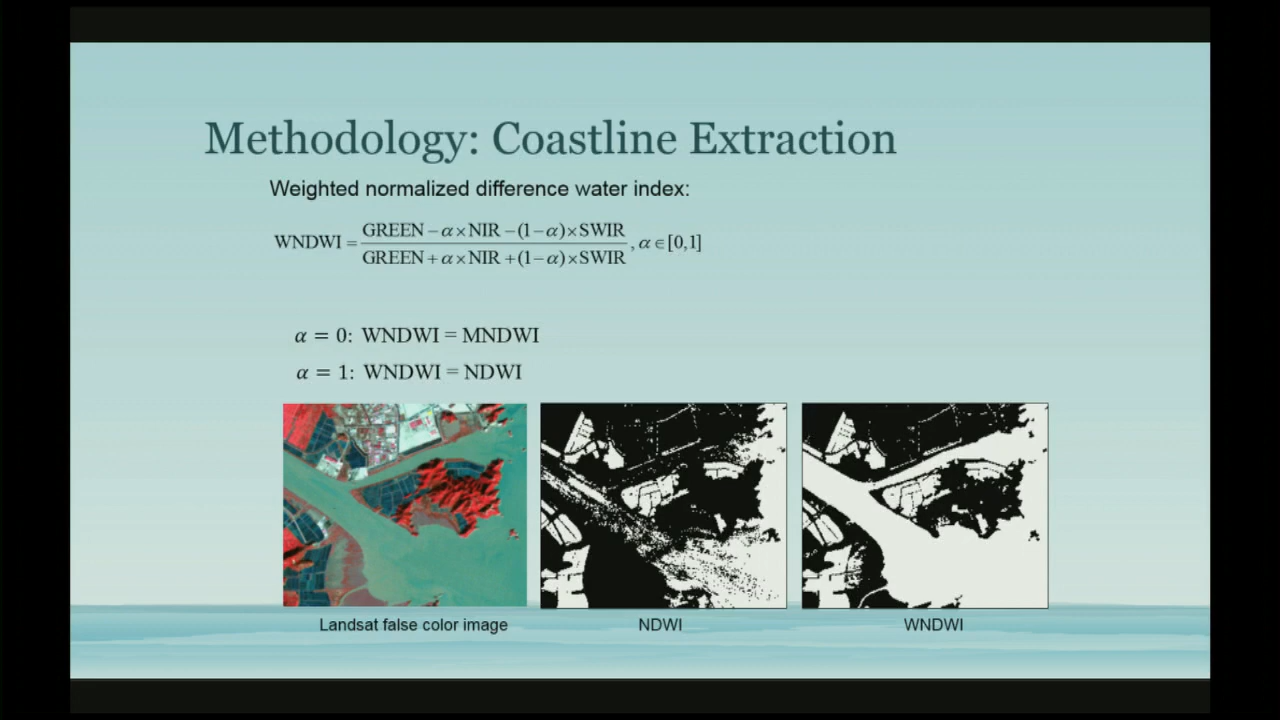 Methodology: Coastline Extraction
Weighted normalized difference water index:
WNDWI = (GREEN − α×NIR − (1−α)×SWIR) / (GREEN + α×NIR + (1−α)×SWIR), α ∈ [0,1]
α = 0: WNDWI = MNDWI
α = 1: WNDWI = NDWI
Landsat false color image
NDWI
WNDWI